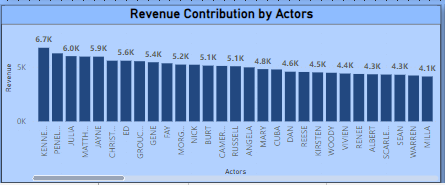 Revenue Contribution by Actors
6.7K 6.0K 5.9K 5.6K 5.4K 5.2K 5.1K 5.1K 4.8K 4.6K 4.5K 4.4K 4.3K 4.3K 4.1K
Revenue
5K
0K
KENNE... PENEL... JULIA MATTH... JAYNE CHRIST... ED GROUC... GENE FAY MORG... NICK BURT CAMER... RUSSELL ANGELA MARY CUBA DAN REESE KIRSTEN WOODY VIVIEN RENEE ALBERT SCARLE... SEAN WARREN MILLA
Actors